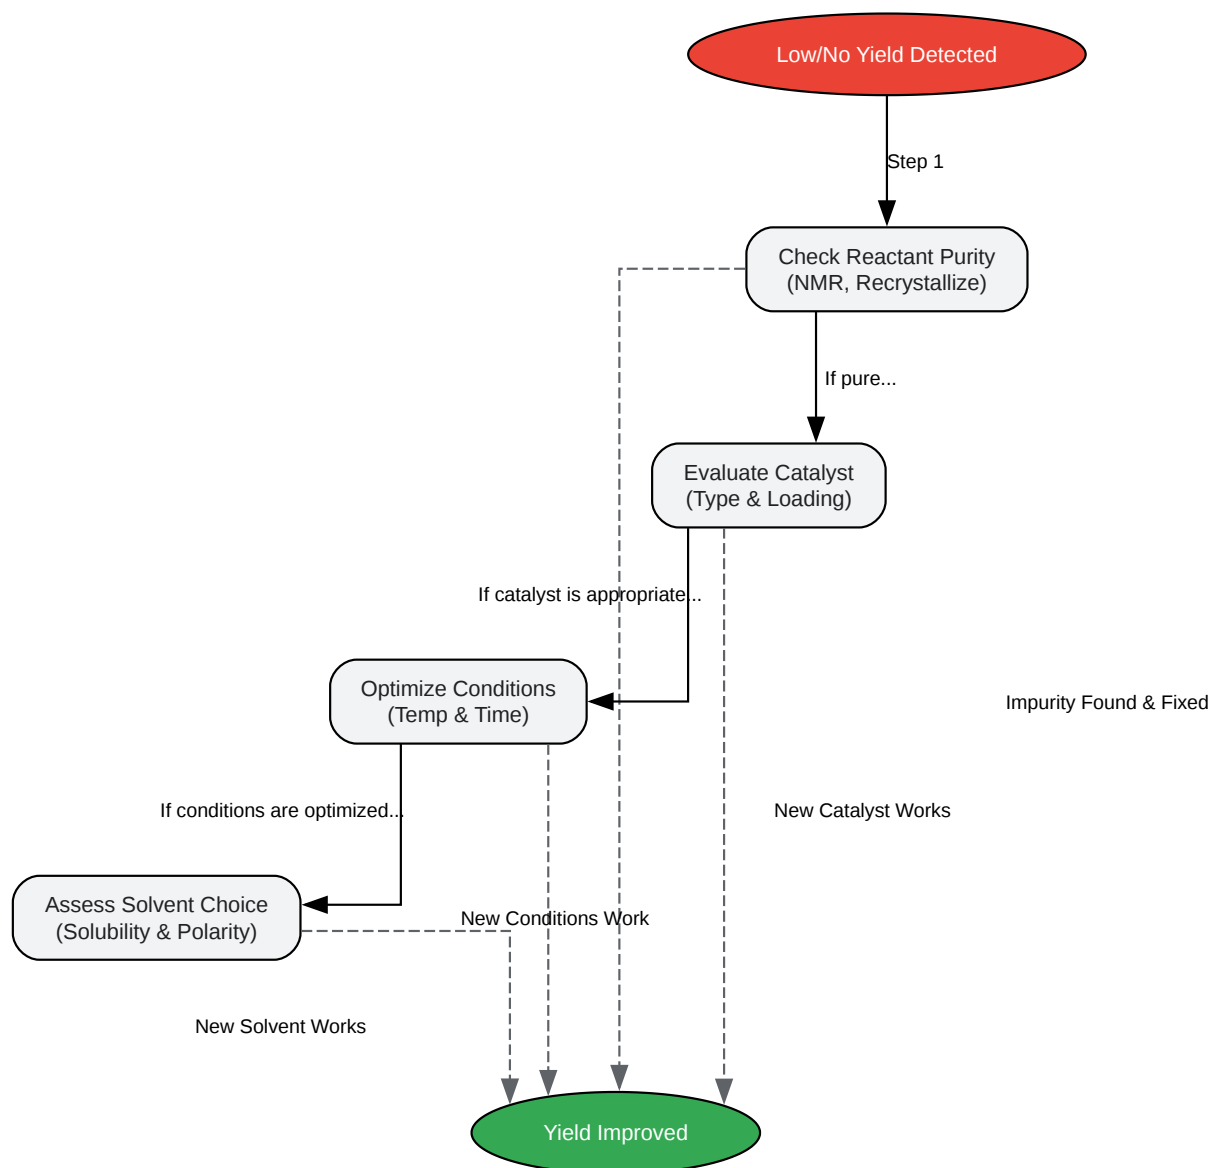 Low/No Yield Detected
Step 1
Check Reactant Purity
(NMR, Recrystallize)
If pure...
Evaluate Catalyst
(Type & Loading)
If catalyst is appropriate...
Optimize Conditions
(Temp & Time)
Impurity Found & Fixed
If conditions are optimized...
New Catalyst Works
Assess Solvent Choice
(Solubility & Polarity)
New Conditions Work
New Solvent Works
Yield Improved